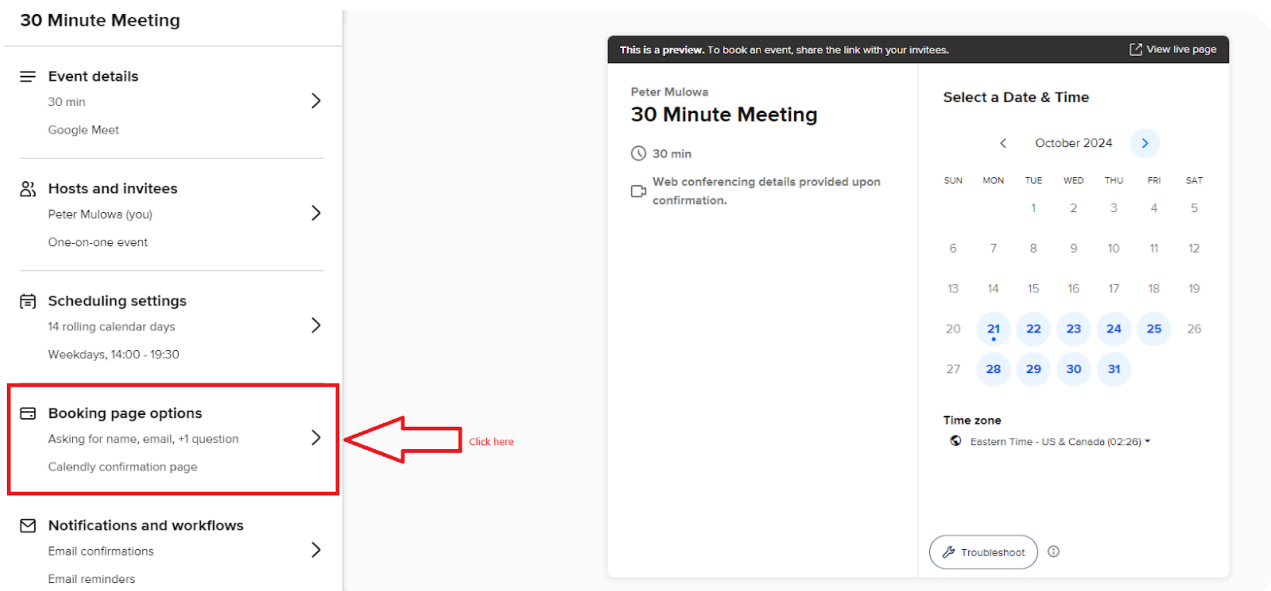 30 Minute Meeting
Event details
30 min
Google Meet
Hosts and invitees
Peter Mulowa (you)
One-on-one event
Scheduling settings
14 rolling calendar days
Weekdays, 14:00 - 19:30
Booking page options
Asking for name, email, +1 question
Calendly confirmation page
Notifications and workflows
Email confirmations
Email reminders
Click here
This is a preview. To book an event, share the link with your invitees.
View live page
Peter Mulowa
30 Minute Meeting
30 min
Web conferencing details provided upon
confirmation.
Select a Date & Time
October 2024
SUN MON TUE WED THU FRI SAT
1 2 3 4 5
6 7 8 9 10 11 12
13 14 15 16 17 18 19
20 21 22 23 24 25 26
27 28 29 30 31
Time zone
Eastern Time - US & Canada (02:26)
Troubleshoot